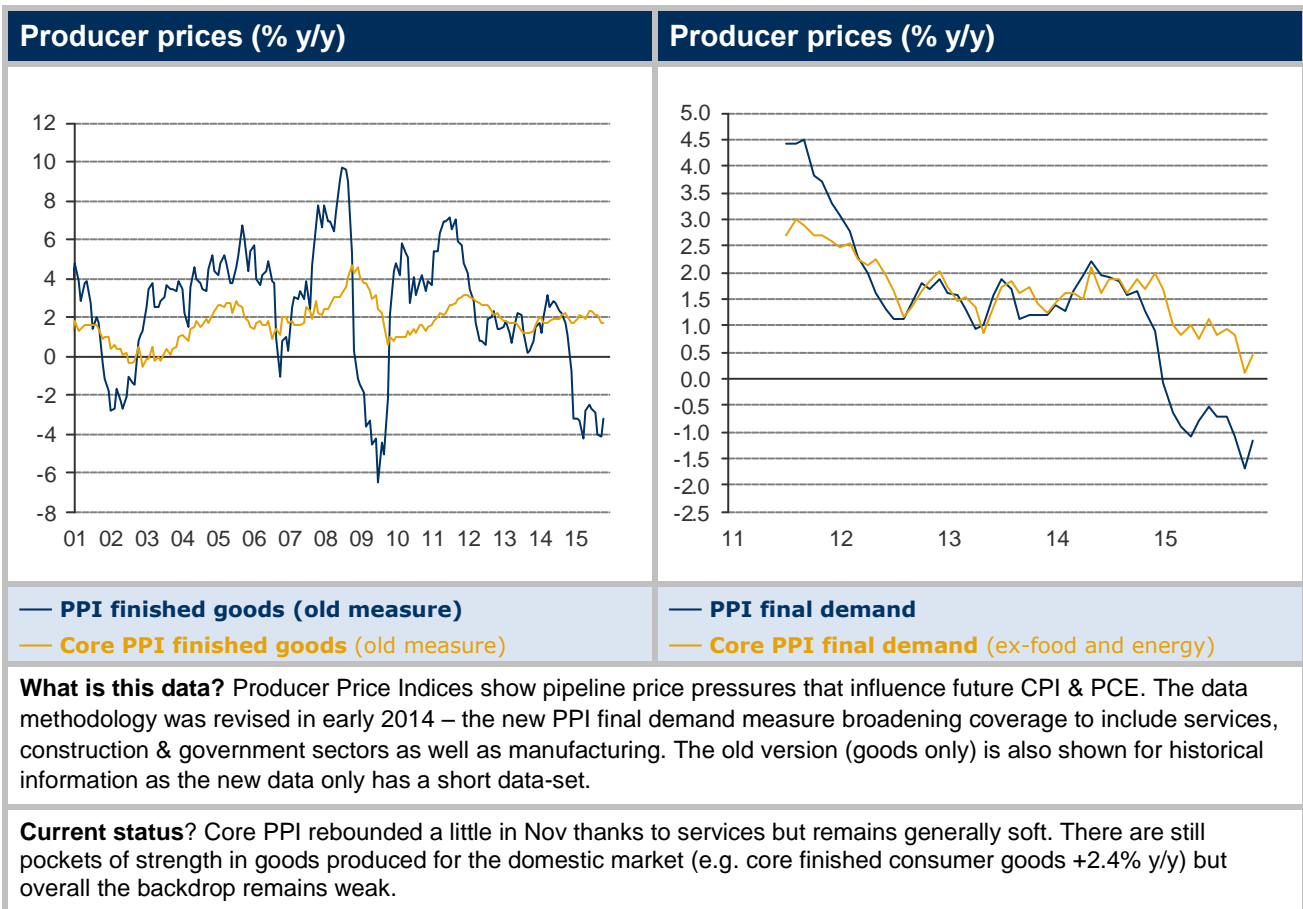 Producer prices (% y/y)
12
10
8
6
4
2
0
-2
-4
-6
-8
01 02 03 04 05 06 07 08 09 10 11 12 13 14 15
— PPI finished goods (old measure)
— Core PPI finished goods (old measure)
Producer prices (% y/y)
5.0
4.5
4.0
3.5
3.0
2.5
2.0
1.5
1.0
0.5
0.0
-0.5
-1.0
-1.5
-2.0
-2.5
11 12 13 14 15
— PPI final demand
— Core PPI final demand (ex-food and energy)
What is this data? Producer Price Indices show pipeline price pressures that influence future CPI & PCE. The data
methodology was revised in early 2014 – the new PPI final demand measure broadening coverage to include services,
construction & government sectors as well as manufacturing. The old version (goods only) is also shown for historical
information as the new data only has a short data-set.
Current status? Core PPI rebounded a little in Nov thanks to services but remains generally soft. There are still
pockets of strength in goods produced for the domestic market (e.g. core finished consumer goods +2.4% y/y) but
overall the backdrop remains weak.